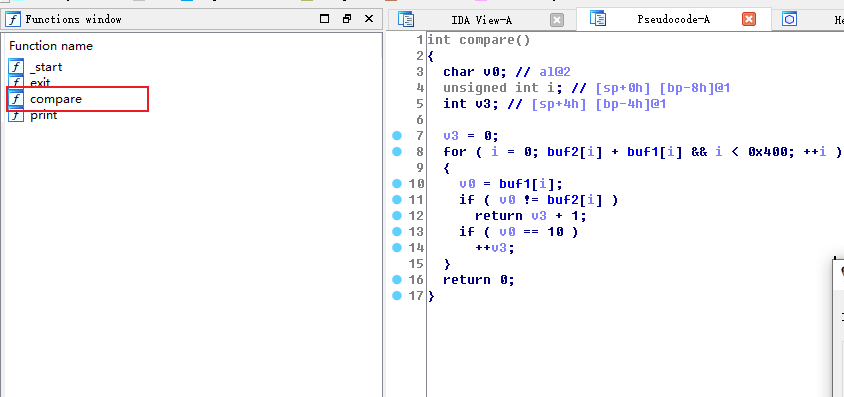 Functions window
Function name
f _start
f exit
f compare
f print
IDA View-A
Pseudocode-A
1 int compare()
2 {
3 char v0; // al@2
4 unsigned int i; // [sp+0h] [bp-8h]@1
5 int v3; // [sp+4h] [bp-4h]@1
6
7 v3 = 0;
8 for ( i = 0; buf2[i] + buf1[i] && i < 0x400; ++i )
9 {
10 v0 = buf1[i];
11 if ( v0 != buf2[i] )
12 return v3 + 1;
13 if ( v0 == 10 )
14 ++v3;
15 }
16 return 0;
17 }